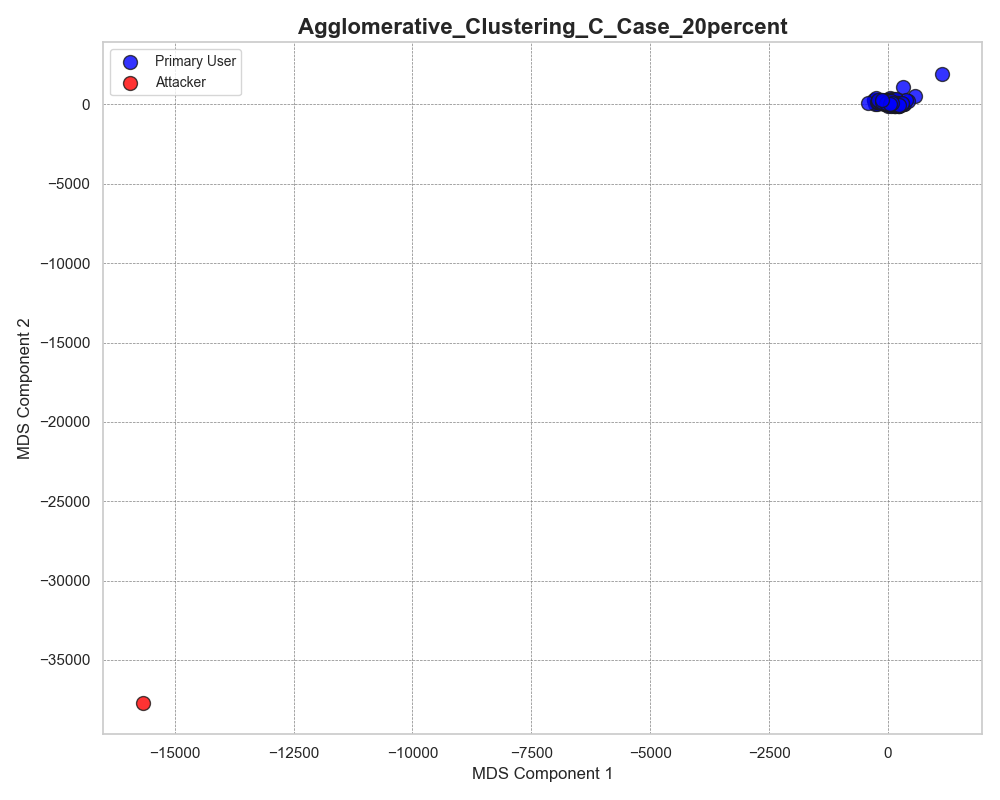 Agglomerative_Clustering_C_Case_20percent
Primary User
Attacker
0
−5000
−10000
−15000
−20000
−25000
−30000
−35000
MDS Component 2
−15000 −12500 −10000 −7500 −5000 −2500 0
MDS Component 1